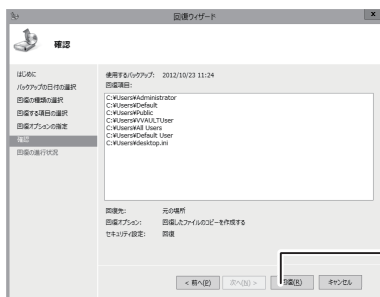 回復ウィザード
x
確認
はじめに
バックアップの日付の選択
回復の種類の選択
回復する項目の選択
回復オプションの指定
確認
回復の進行状況
使用するバックアップ: 2012/10/23 11:24
回復項目:
C:¥Users¥Administrator
C:¥Users¥Default
C:¥Users¥Public
C:¥Users¥VVAULTUser
C:¥Users¥All Users
C:¥Users¥Default User
C:¥Users¥desktop.ini
回復先: 元の場所
回復オプション: 回復したファイルのコピーを作成する
セキュリティ設定: 回復
< 前へ(P)
次へ(N) >
回復(R)
キャンセル